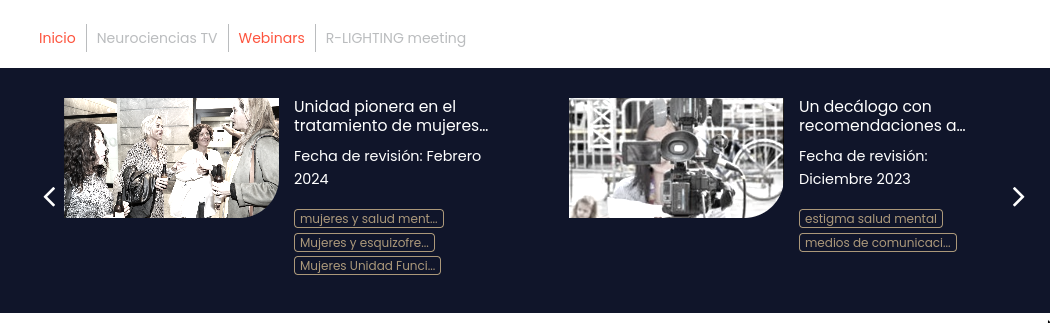 Inicio
Neurociencias TV
Webinars
R-LIGHTING meeting
Unidad pionera en el
tratamiento de mujeres...
Fecha de revisión: Febrero
2024
mujeres y salud ment...
Mujeres y esquizofre...
Mujeres Unidad Funci...
Un decálogo con
recomendaciones a...
Fecha de revisión:
Diciembre 2023
estigma salud mental
medios de comunicaci...